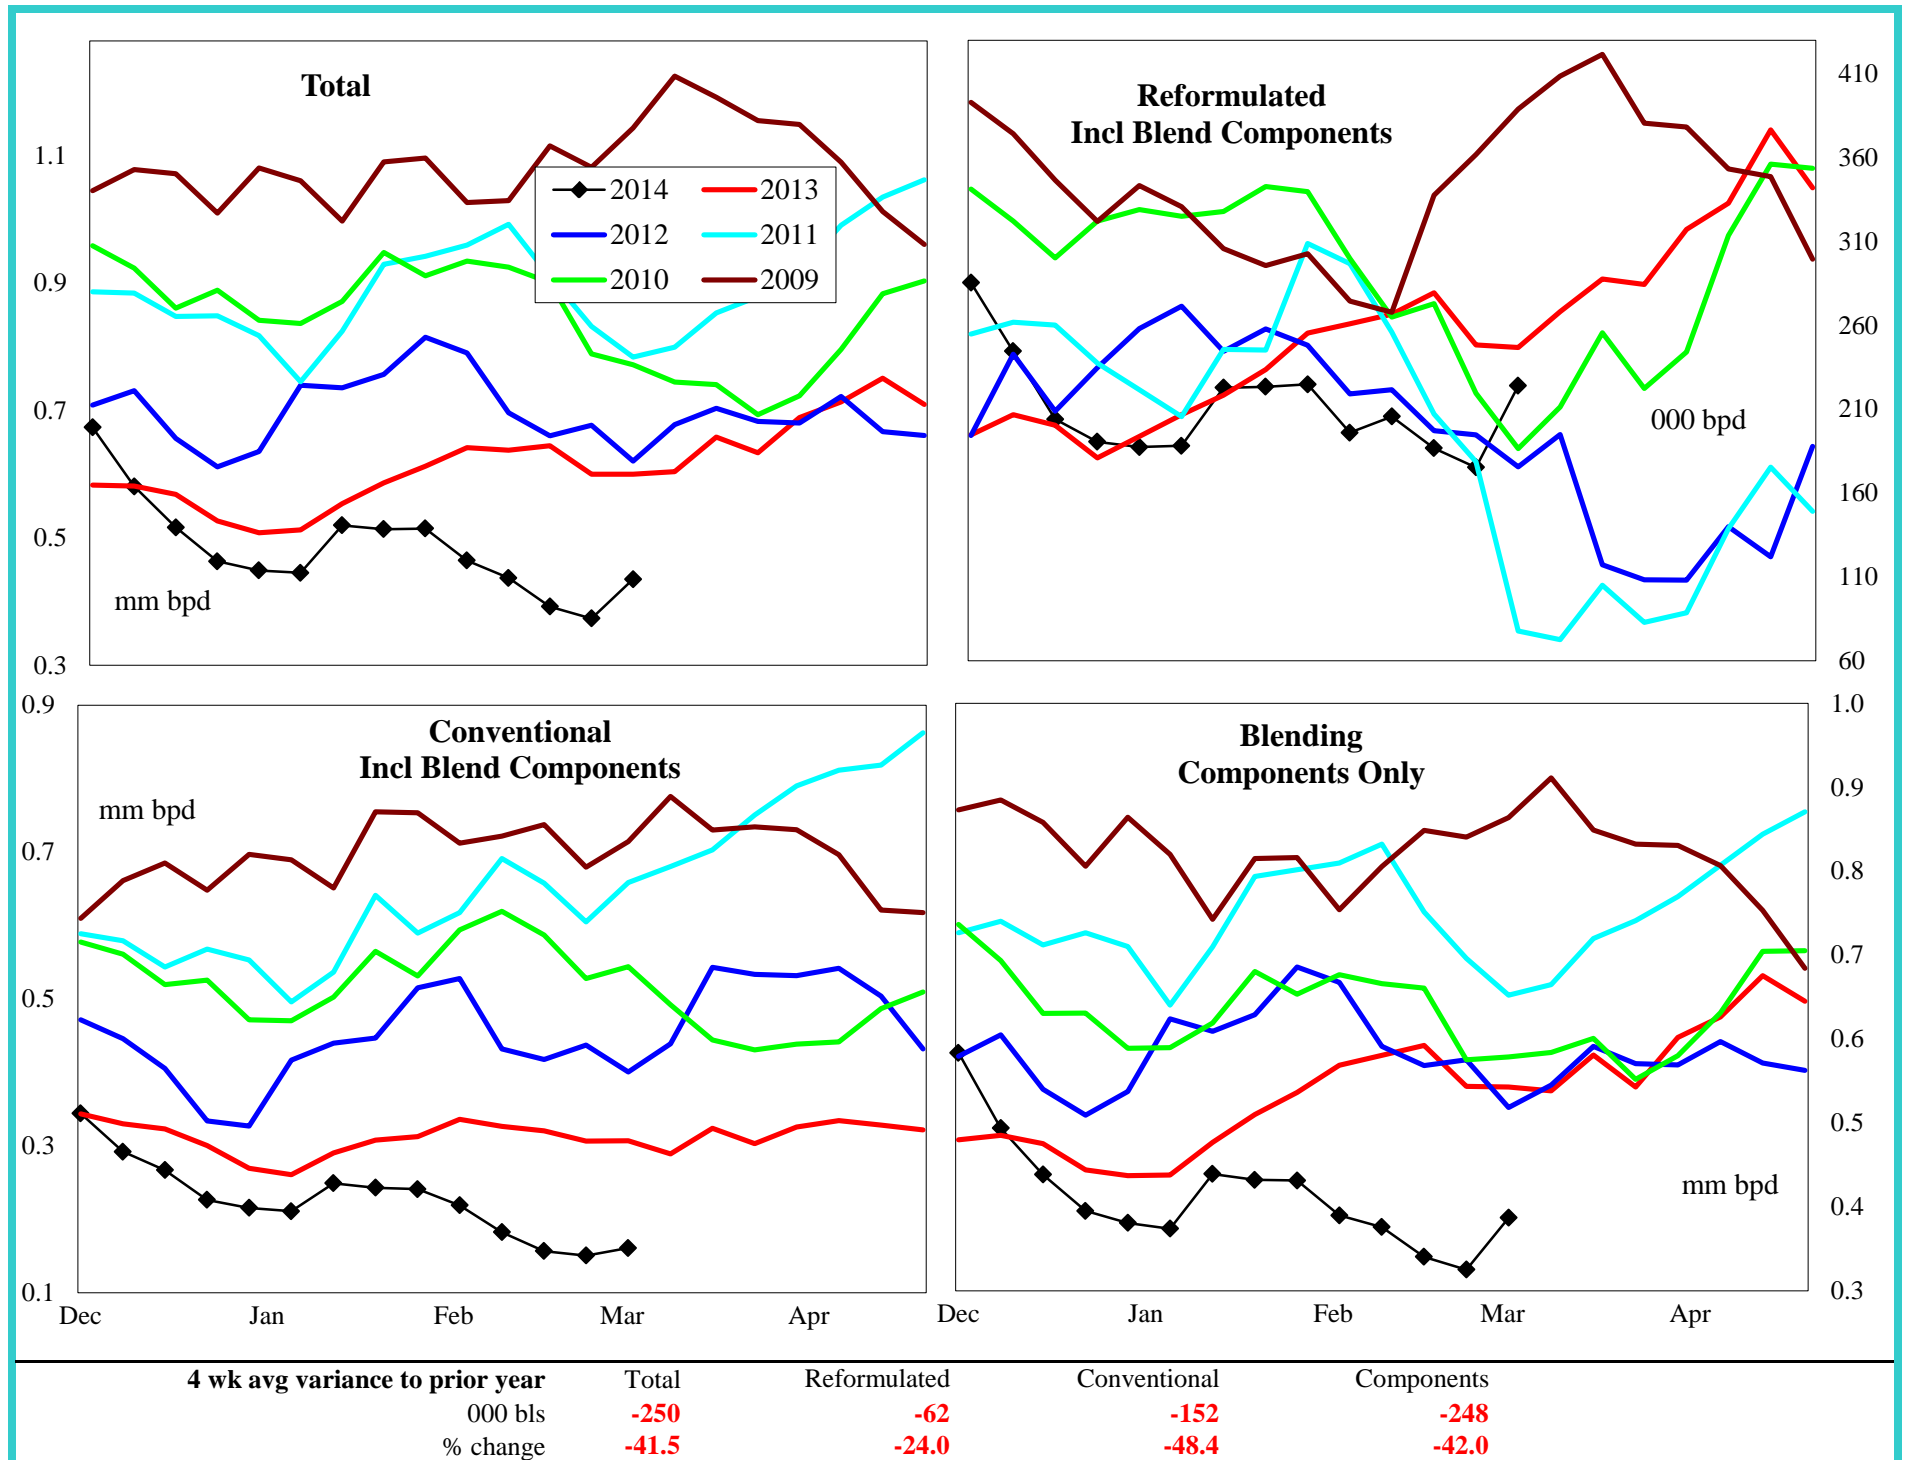 Total
1.1
0.9
0.7
0.5
0.3
mm bpd
2014 2013
2012 2011
2010 2009
Reformulated
Incl Blend Components
410
360
310
260
210
160
110
60
000 bpd
Conventional
Incl Blend Components
mm bpd
0.9
0.7
0.5
0.3
0.1
Dec Jan Feb Mar Apr
Blending
Components Only
1.0
0.9
0.8
0.7
0.6
0.5
0.4
0.3
mm bpd
Dec Jan Feb Mar Apr
4 wk avg variance to prior year Total Reformulated Conventional Components
000 bls -250 -62 -152 -248
% change -41.5 -24.0 -48.4 -42.0